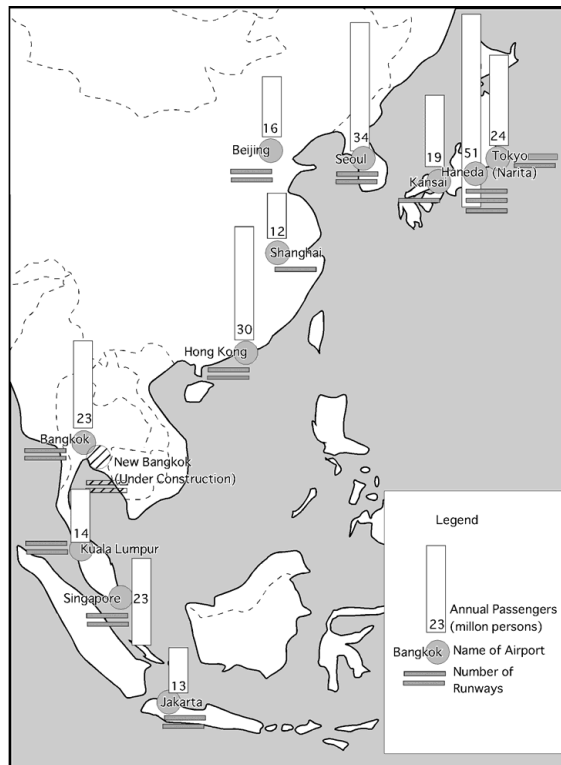 16
Beijing
34
Seoul
19
Kansai
51
Haneda
24
Tokyo
(Narita)
12
Shanghai
30
Hong Kong
23
Bangkok
New Bangkok
(Under Construction)
14
Kuala Lumpur
Singapore
23
13
Jakarta
Legend
23
Annual Passengers
(millon persons)
Bangkok
Name of Airport
Number of
Runways